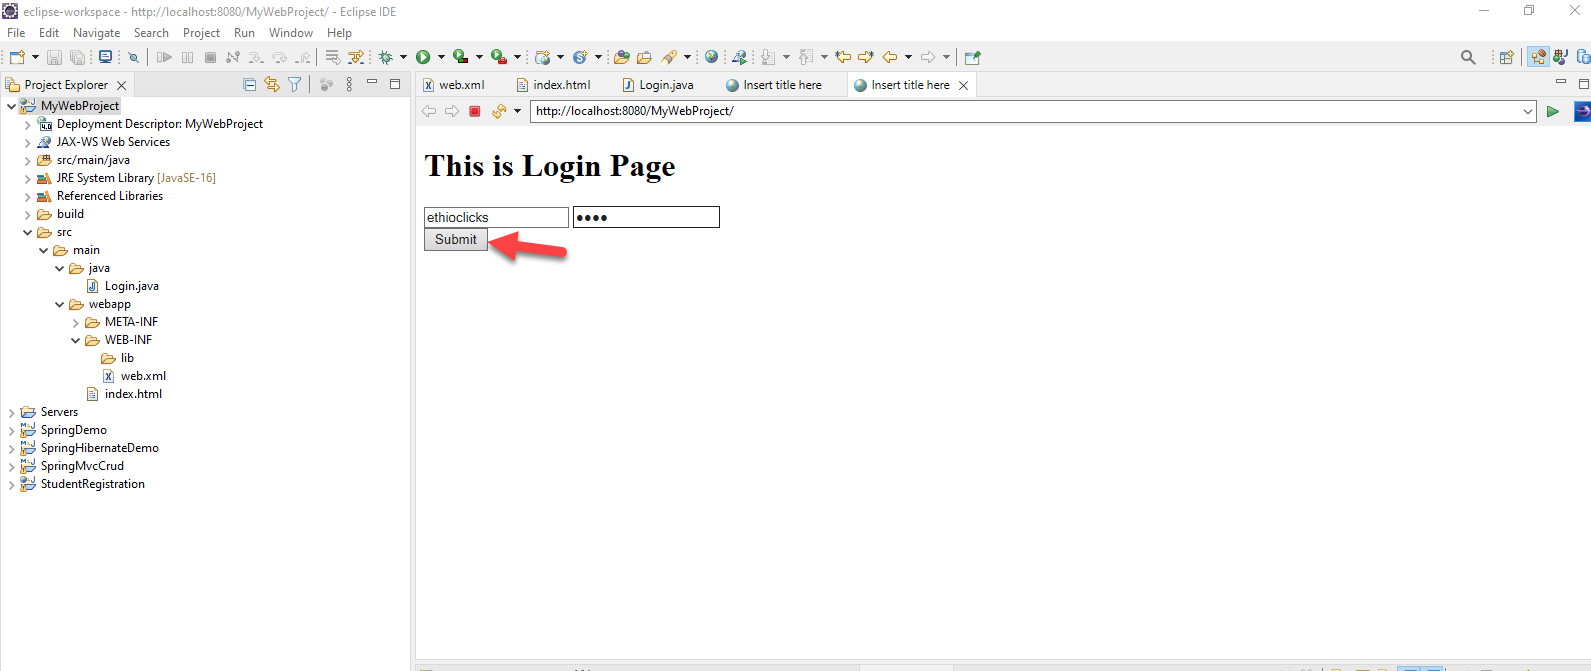 eclipse-workspace - http://localhost:8080/MyWebProject/ - Eclipse IDE
File Edit Navigate Search Project Run Window Help
Project Explorer
MyWebProject
Deployment Descriptor: MyWebProject
JAX-WS Web Services
src/main/java
JRE System Library [JavaSE-16]
Referenced Libraries
build
src
main
java
Login.java
webapp
META-INF
WEB-INF
lib
web.xml
index.html
Servers
SpringDemo
SpringHibernateDemo
SpringMvcCrud
StudentRegistration
web.xml index.html Login.java Insert title here Insert title here
http://localhost:8080/MyWebProject/
This is Login Page
ethioclicks ••••
Submit